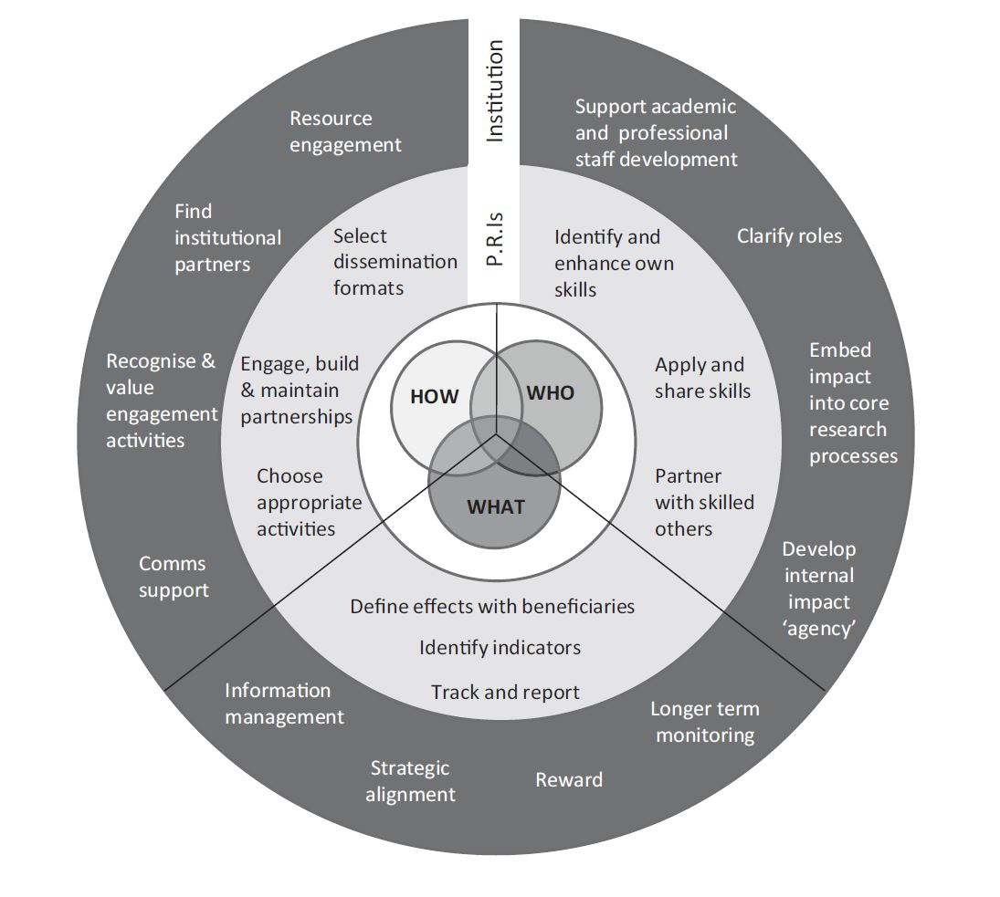 Institution
P.R.Is
Resource
engagement
Find
institutional
partners
Recognise &
value
engagement
activities
Comms
support
Support academic
and professional
staff development
Clarify roles
Embed
impact
into core
research
processes
Develop
internal
impact
‘agency’
Information
management
Strategic
alignment
Reward
Longer term
monitoring
Select
dissemination
formats
Engage, build
& maintain
partnerships
Choose
appropriate
activities
Identify and
enhance own
skills
Apply and
share skills
Partner
with skilled
others
Define effects with beneficiaries
Identify indicators
Track and report
HOW
WHO
WHAT